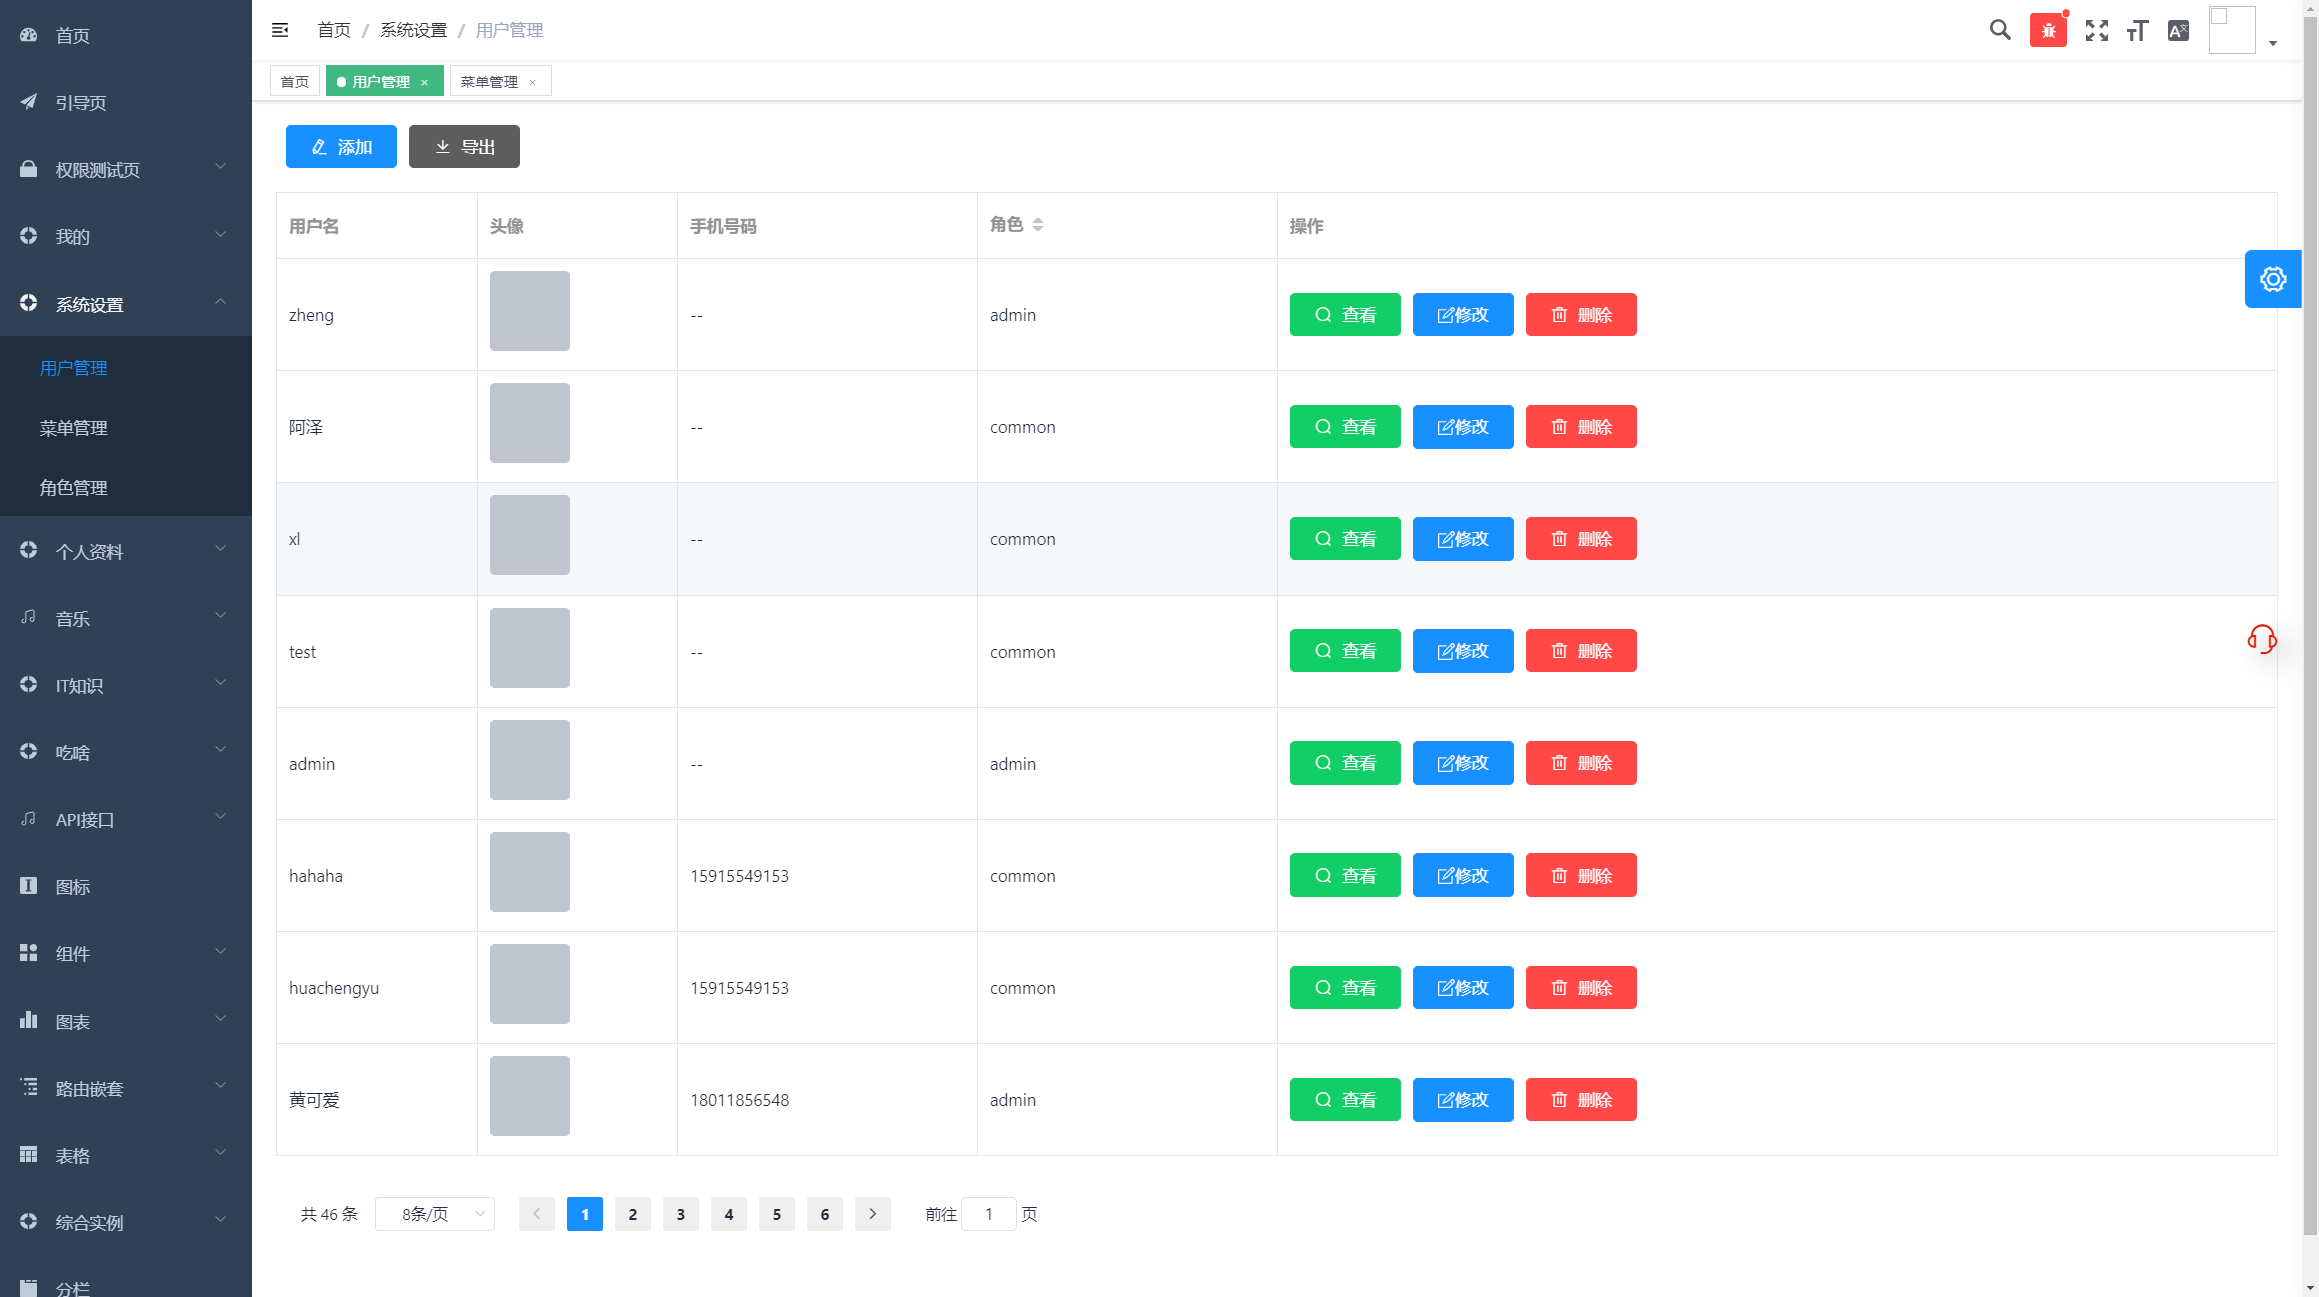 首页
引导页
权限测试页
我的
系统设置
用户管理
菜单管理
角色管理
个人资料
音乐
IT知识
吃啥
API接口
图标
组件
图表
路由嵌套
表格
综合实例
分栏
首页 / 系统设置 / 用户管理
首页 用户管理 × 菜单管理 ×
添加 导出
用户名 头像 手机号码 角色 操作
zheng -- admin 查看 修改 删除
阿泽 -- common 查看 修改 删除
xl -- common 查看 修改 删除
test -- common 查看 修改 删除
admin -- admin 查看 修改 删除
hahaha 15915549153 common 查看 修改 删除
huachengyu 15915549153 common 查看 修改 删除
黄可爱 18011856548 admin 查看 修改 删除
共 46 条 8条/页 1 2 3 4 5 6 前往 1 页